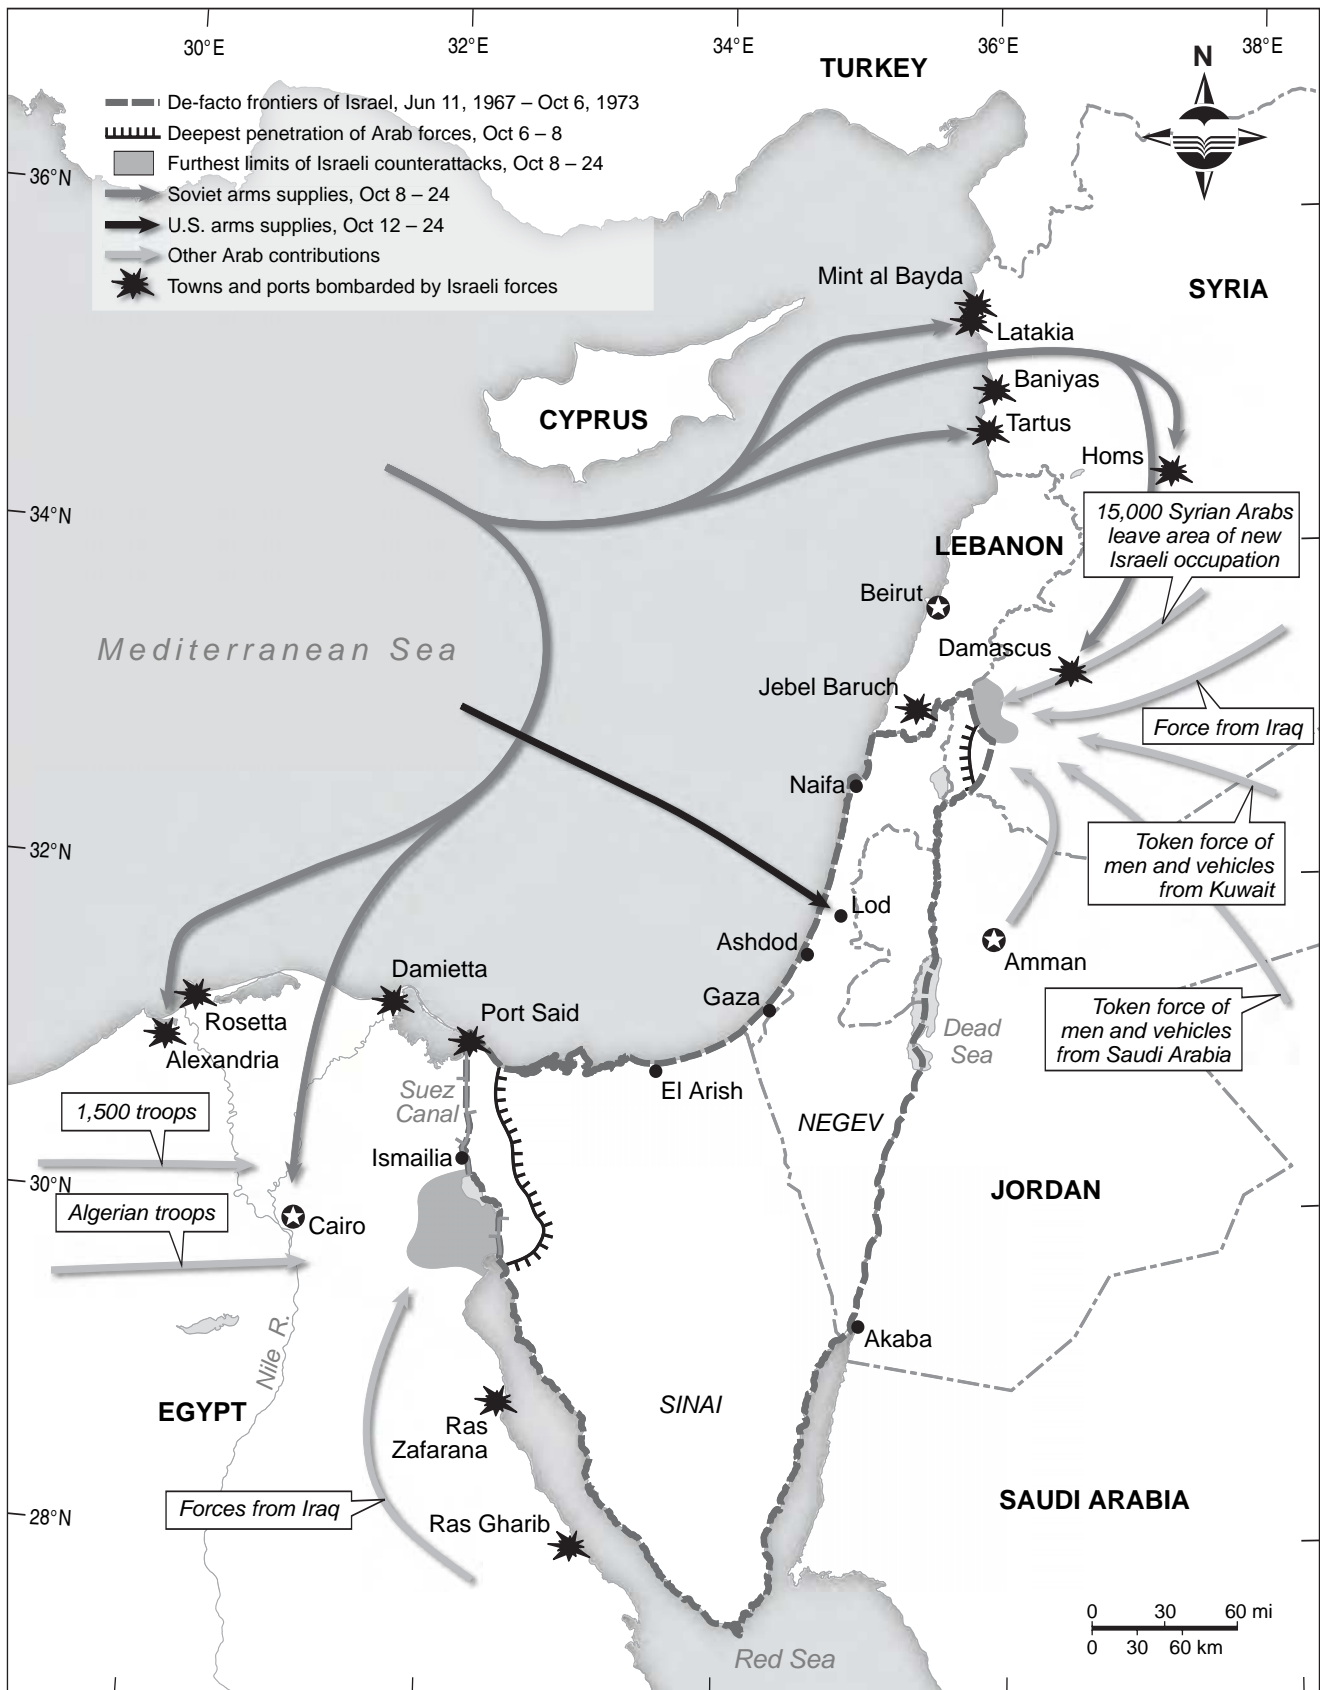 30°E
32°E
34°E
36°E
38°E
TURKEY
N
De-facto frontiers of Israel, Jun 11, 1967 – Oct 6, 1973
Deepest penetration of Arab forces, Oct 6 – 8
Furthest limits of Israeli counterattacks, Oct 8 – 24
Soviet arms supplies, Oct 8 – 24
U.S. arms supplies, Oct 12 – 24
Other Arab contributions
Towns and ports bombarded by Israeli forces
36°N
Mint al Bayda
SYRIA
Latakia
Baniyas
CYPRUS
Tartus
Homs
34°N
15,000 Syrian Arabs
leave area of new
Israeli occupation
LEBANON
Beirut
Mediterranean Sea
Damascus
Jebel Baruch
Force from Iraq
Naifa
32°N
Token force of
men and vehicles
from Kuwait
Lod
Ashdod
Amman
Damietta
Gaza
Rosetta
Port Said
Alexandria
Dead
Sea
Token force of
men and vehicles
from Saudi Arabia
El Arish
Suez
Canal
1,500 troops
NEGEV
Ismailia
30°N
JORDAN
Algerian troops
Cairo
Nile R.
Akaba
EGYPT
SINAI
Ras
Zafarana
SAUDI ARABIA
Forces from Iraq
28°N
Ras Gharib
0 30 60 mi
0 30 60 km
Red Sea